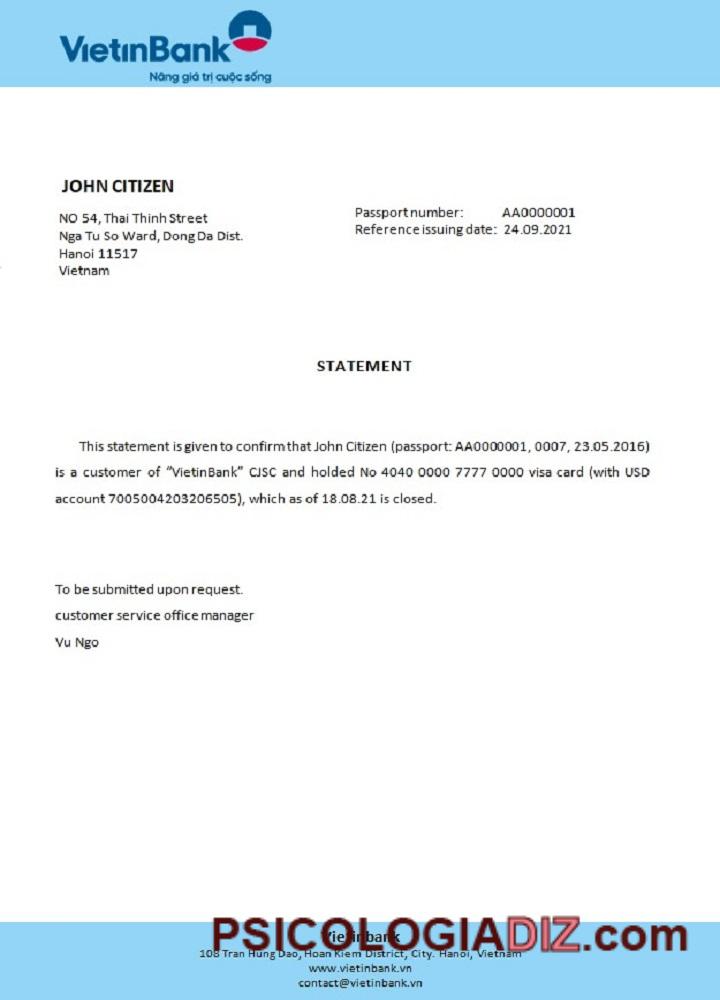 VietinBank
Nâng giá trị cuộc sống
JOHN CITIZEN
NO 54, Thai Thinh Street
Nga Tu So Ward, Dong Da Dist.
Hanoi 11517
Vietnam
Passport number: AA0000001
Reference issuing date: 24.09.2021
STATEMENT
This statement is given to confirm that John Citizen (passport: AA0000001, 0007, 23.05.2016)
is a customer of “VietinBank” CJSC and holded No 4040 0000 7777 0000 visa card (with USD
account 7005004203206505), which as of 18.08.21 is closed.
To be submitted upon request.
customer service office manager
Vu Ngo
Vietinbank
PSICOLOGIADIZ.com
108 Tran Hung Dao, Hoan Kiem District, City. Hanoi, Vietnam
www.vietinbank.vn
contact@vietinbank.vn